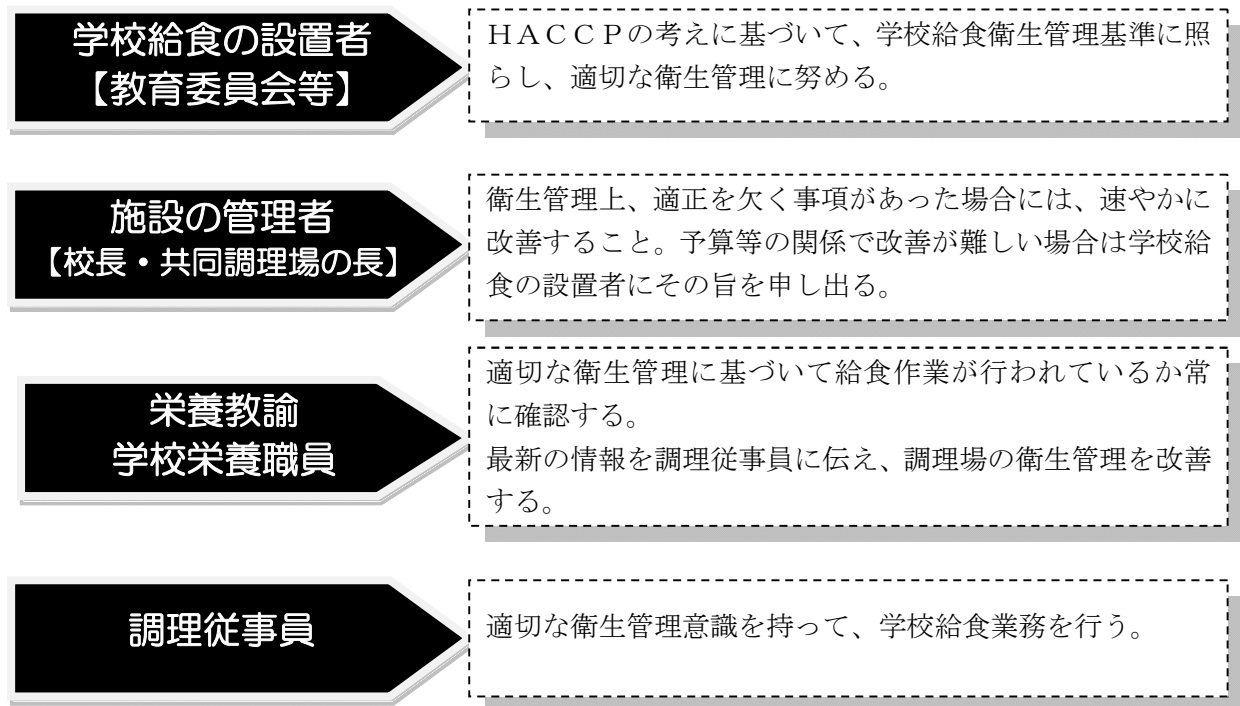 学校給食の設置者
【教育委員会等】
ＨＡＣＣＰの考えに基づいて、学校給食衛生管理基準に照
らし、適切な衛生管理に努める。
施設の管理者
【校長・共同調理場の長】
衛生管理上、適正を欠く事項があった場合には、速やかに
改善すること。予算等の関係で改善が難しい場合は学校給
食の設置者にその旨を申し出る。
栄養教諭
学校栄養職員
適切な衛生管理に基づいて給食作業が行われているか常
に確認する。
最新の情報を調理従事員に伝え、調理場の衛生管理を改善
する。
調理従事員
適切な衛生管理意識を持って、学校給食業務を行う。